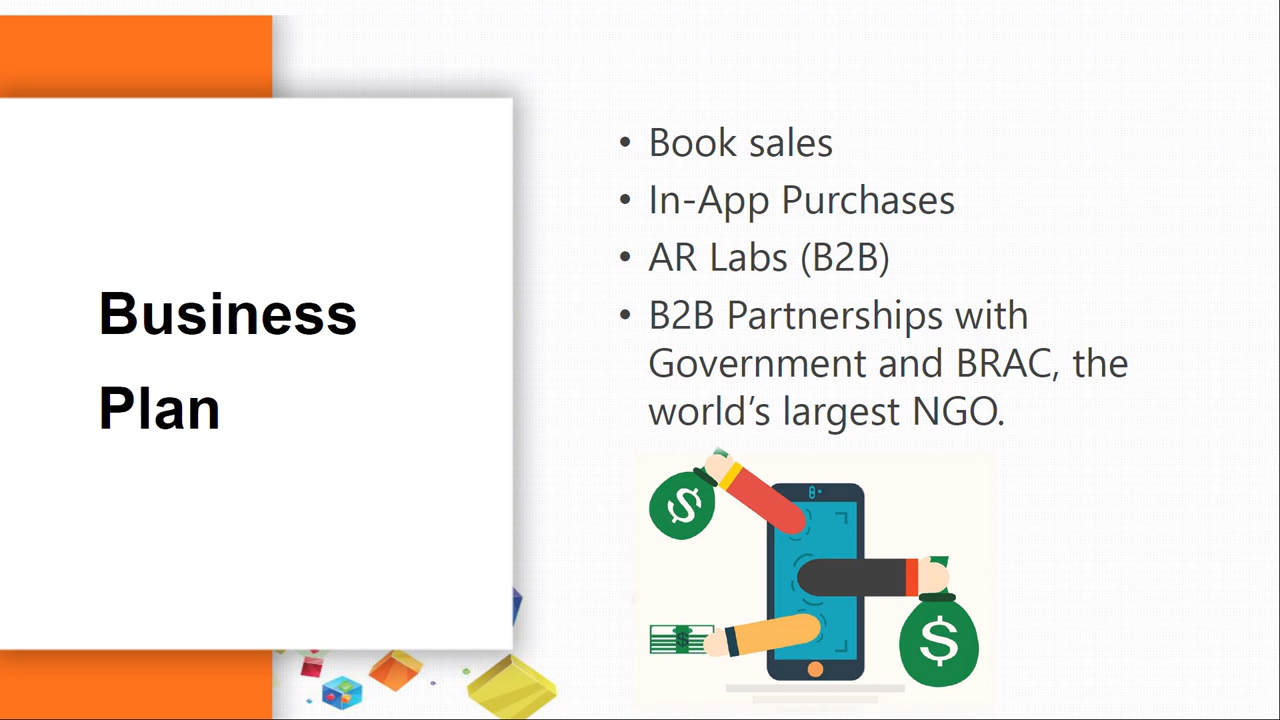 Business
Plan
• Book sales
• In-App Purchases
• AR Labs (B2B)
• B2B Partnerships with
Government and BRAC, the
world’s largest NGO.
$
$
$